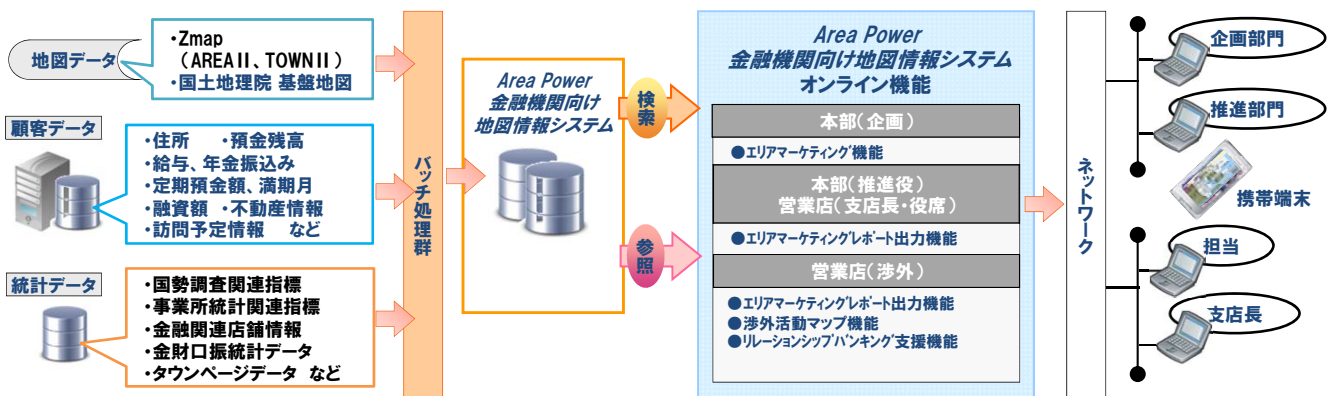 地図データ
・Zmap
（AREAⅡ、TOWNⅡ）
・国土地理院 基盤地図
顧客データ
・住所　・預金残高
・給与、年金振込み
・定期預金額、満期月
・融資額　・不動産情報
・訪問予定情報　など
統計データ
・国勢調査関連指標
・事業所統計関連指標
・金融関連店舗情報
・金財口振統計データ
・タウンページデータ など
バッチ処理群
Area Power
金融機関向け
地図情報システム
検索
参照
Area Power
金融機関向け地図情報システム
オンライン機能
本部（企画）
●エリアマーケティング機能
本部（推進役）
営業店（支店長・役席）
●エリアマーケティングレポート出力機能
営業店（渉外）
●エリアマーケティングレポート出力機能
●渉外活動マップ機能
●リレーションシップバンキング支援機能
ネットワーク
企画部門
推進部門
携帯端末
担当
支店長